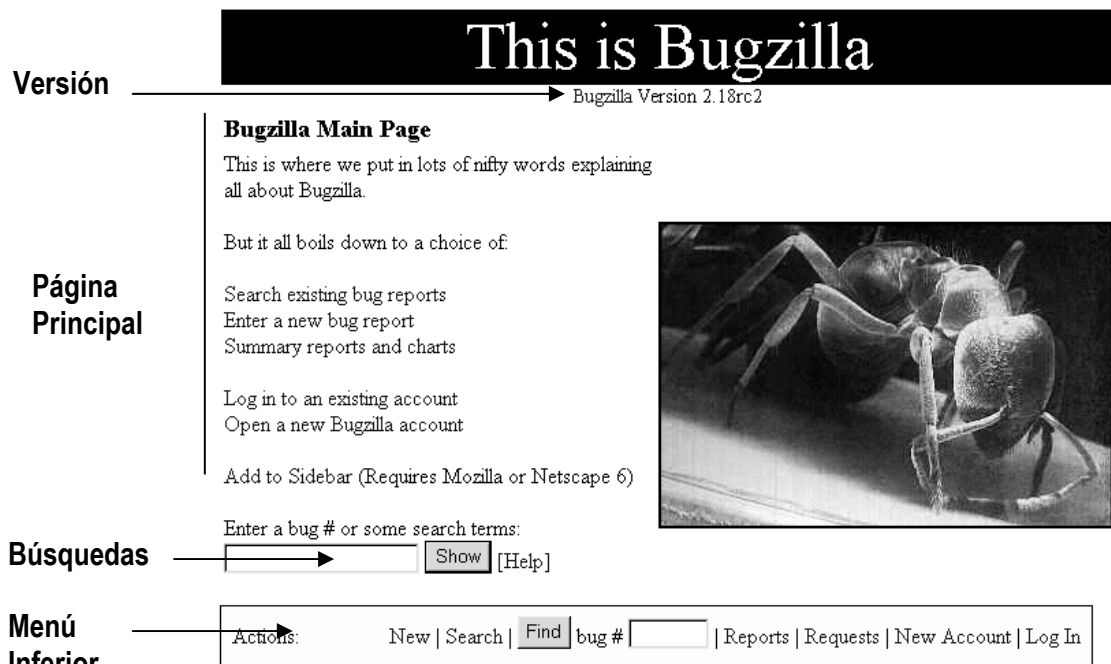 This is Bugzilla
Versión
Bugzilla Version 2.18rc2
Bugzilla Main Page
This is where we put in lots of nifty words explaining
all about Bugzilla.
But it all boils down to a choice of:
Página
Principal
Search existing bug reports
Enter a new bug report
Summary reports and charts
Log in to an existing account
Open a new Bugzilla account
Add to Sidebar (Requires Mozilla or Netscape 6)
Enter a bug # or some search terms:
Búsquedas
Show [Help]
Menú
Inferior
Actions: New | Search | Find bug # | Reports | Requests | New Account | Log In